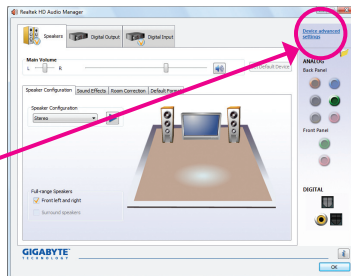 Realtek HD Audio Manager
Speakers
Digital Output
Digital Input
Device advanced
settings
Main Volume
L
R
Set Default Device
ANALOG
Back Panel
Speaker Configuration
Sound Effects
Room Correction
Default Format
Speaker Configuration
Stereo
Front Panel
Full-range Speakers
Front left and right
Surround speakers
DIGITAL
GIGABYTE
TECHNOLOGY
OK